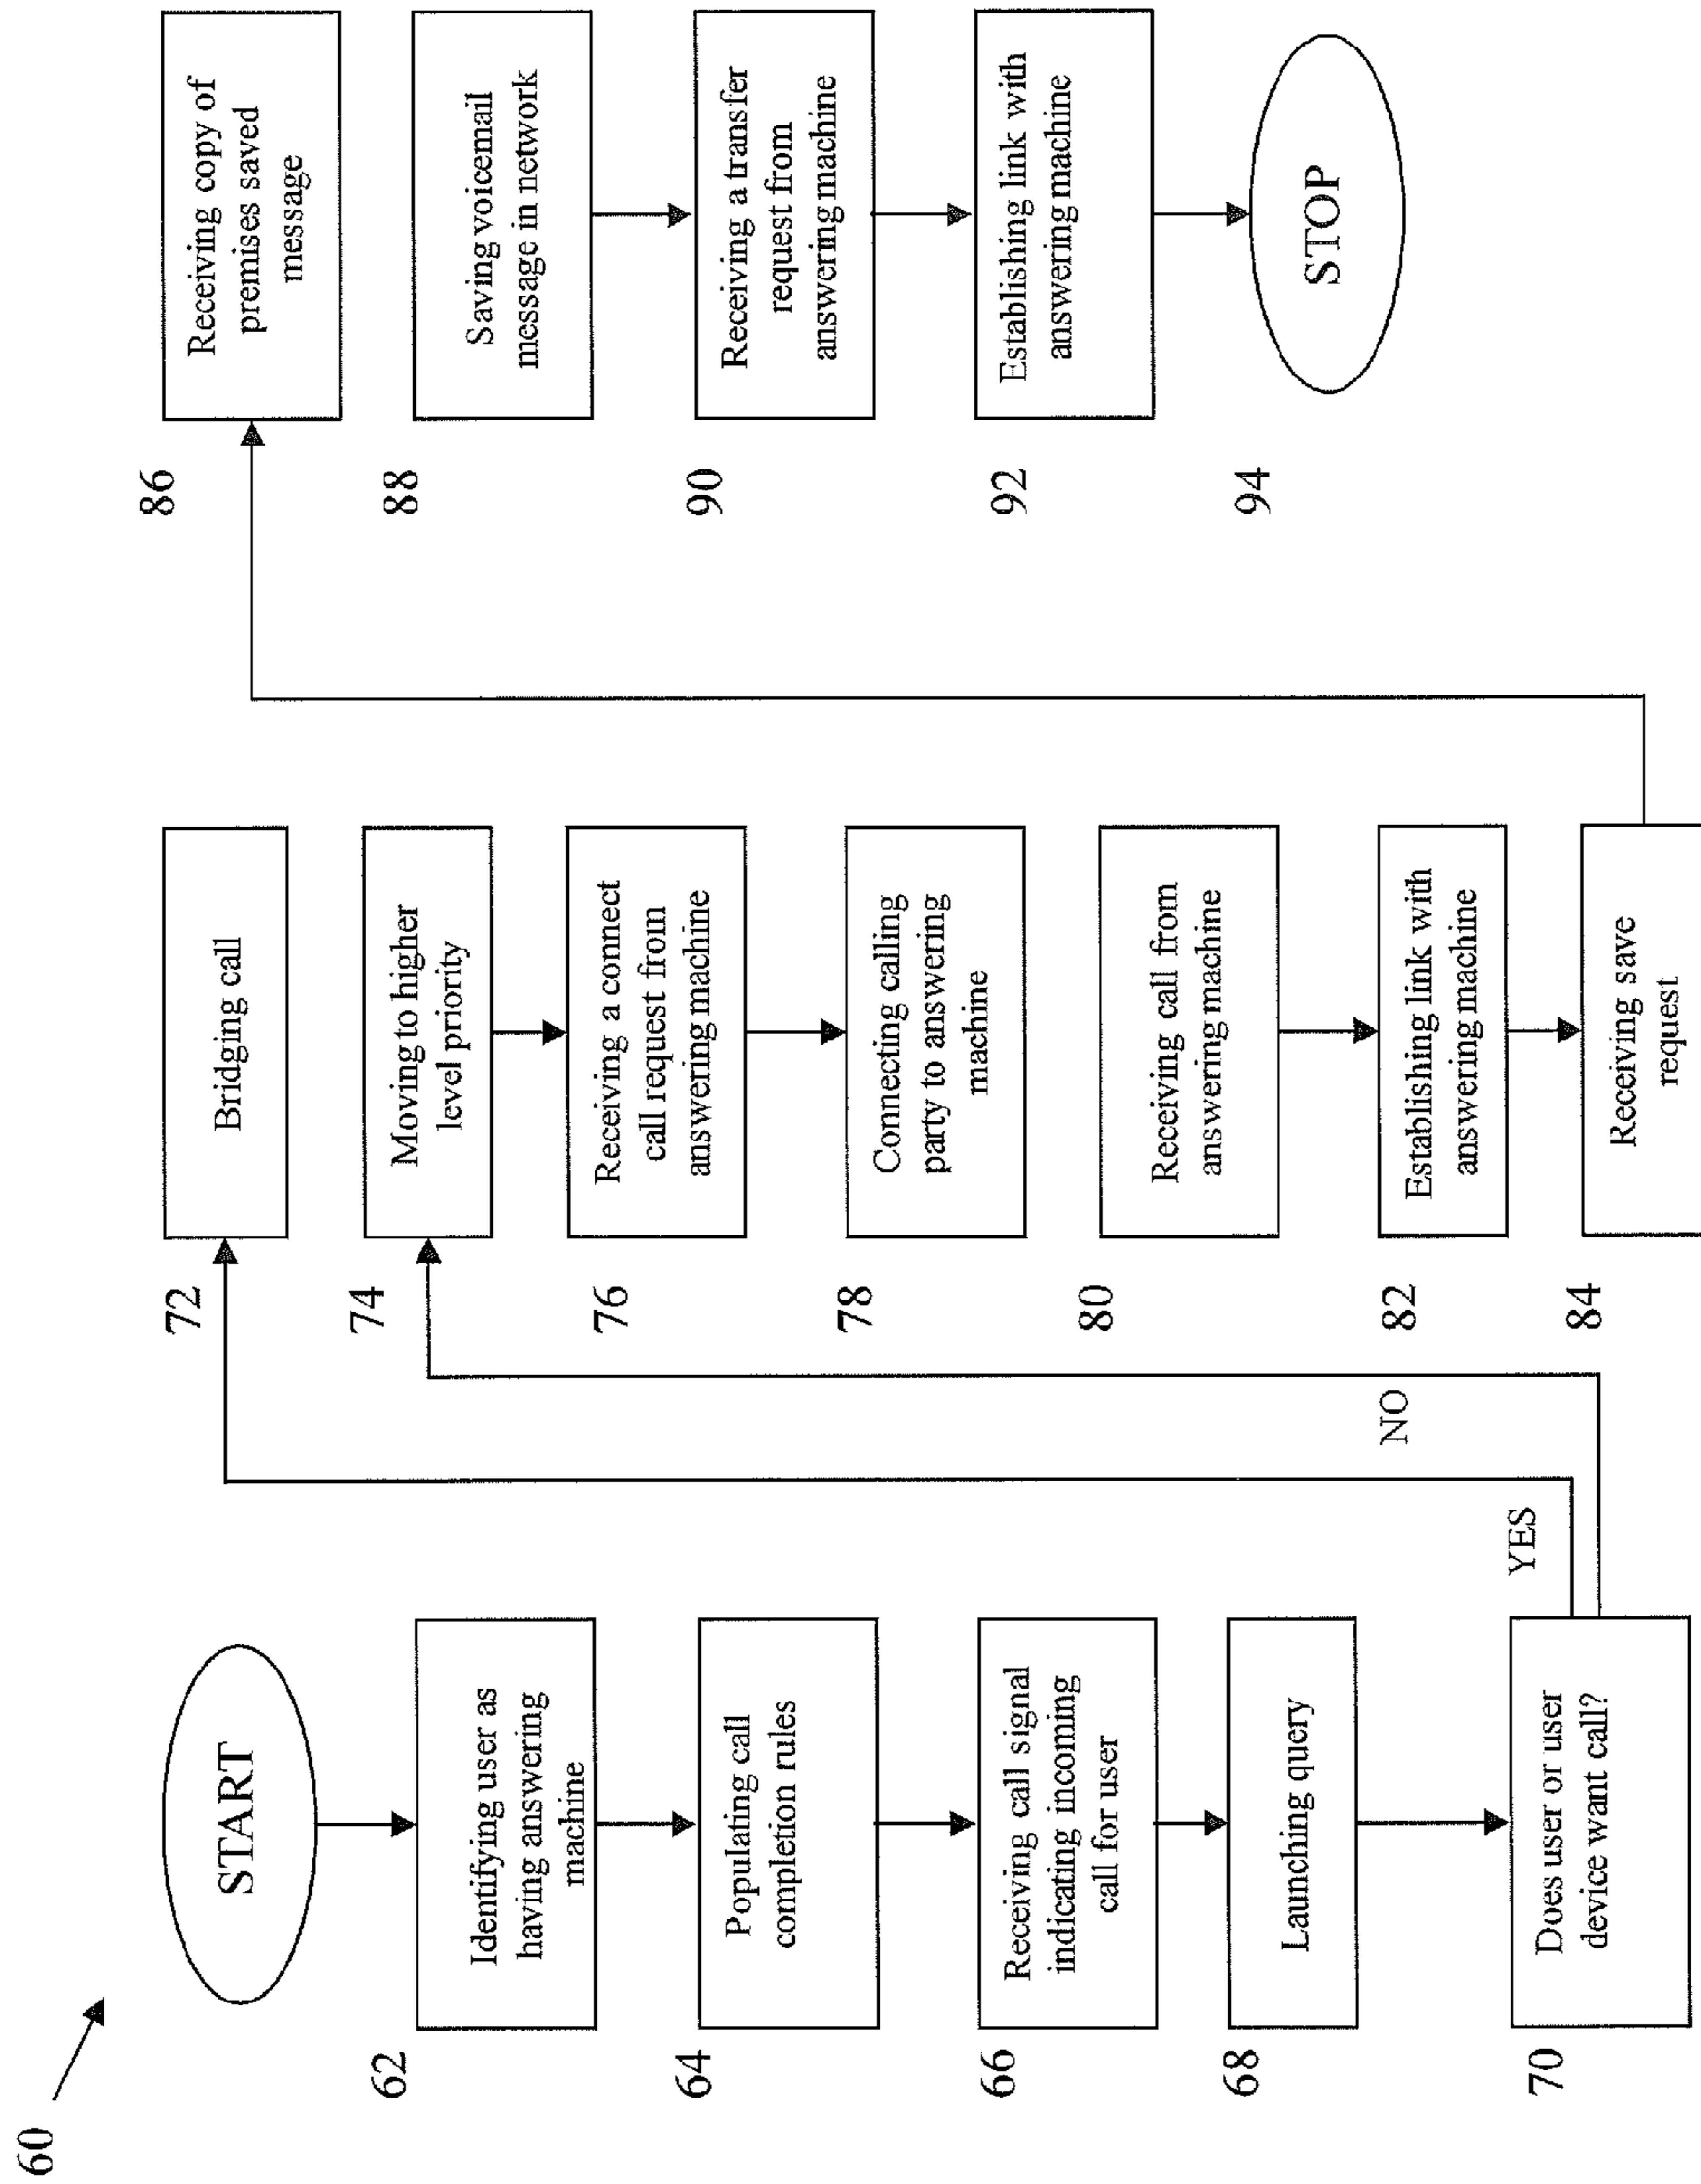 60
START
62
Identifying user as
having answering
machine
64
Populating call
completion rules
66
Receiving call signal
indicating incoming
call for user
68
Launching query
70
Does user or user
device want call?
YES
NO
72
Bridging call
74
Moving to higher
level priority
76
Receiving a connect
call request from
answering machine
78
Connecting calling
party to answering
machine
80
Receiving call from
answering machine
82
Establishing link with
answering machine
84
Receiving save
request
86
Receiving copy of
premises saved
message
88
Saving voicemail
message in network
90
Receiving a transfer
request from
answering machine
92
Establishing link with
answering machine
94
STOP